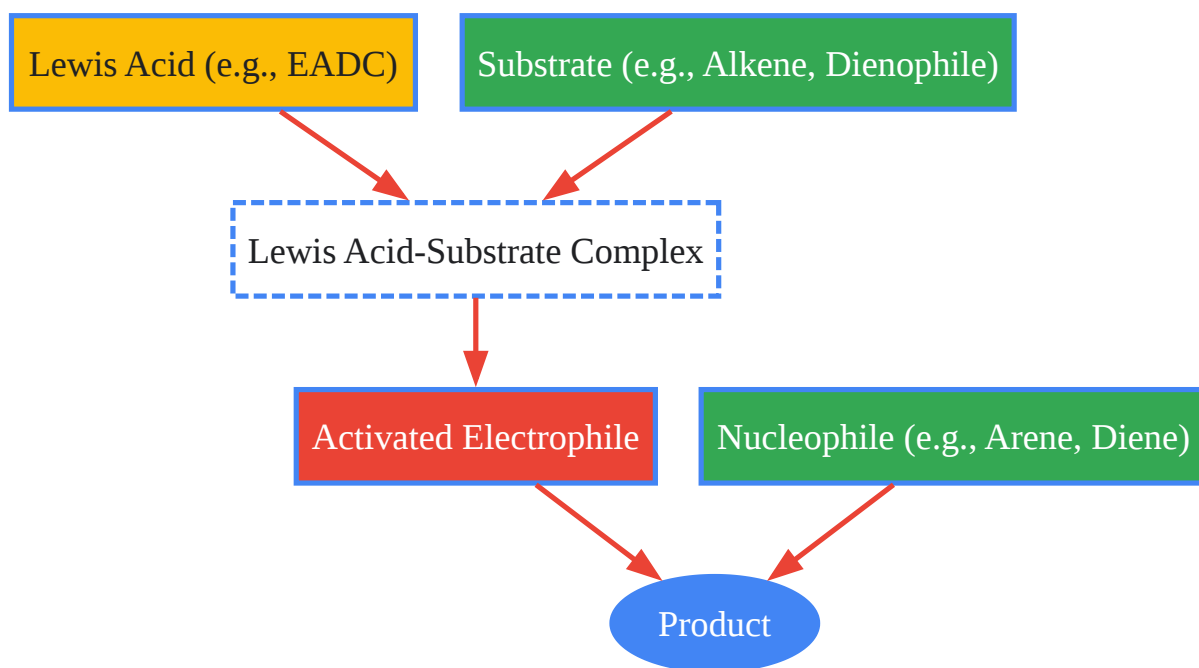 Lewis Acid (e.g., EADC)
Substrate (e.g., Alkene, Dienophile)
Lewis Acid-Substrate Complex
Activated Electrophile
Nucleophile (e.g., Arene, Diene)
Product